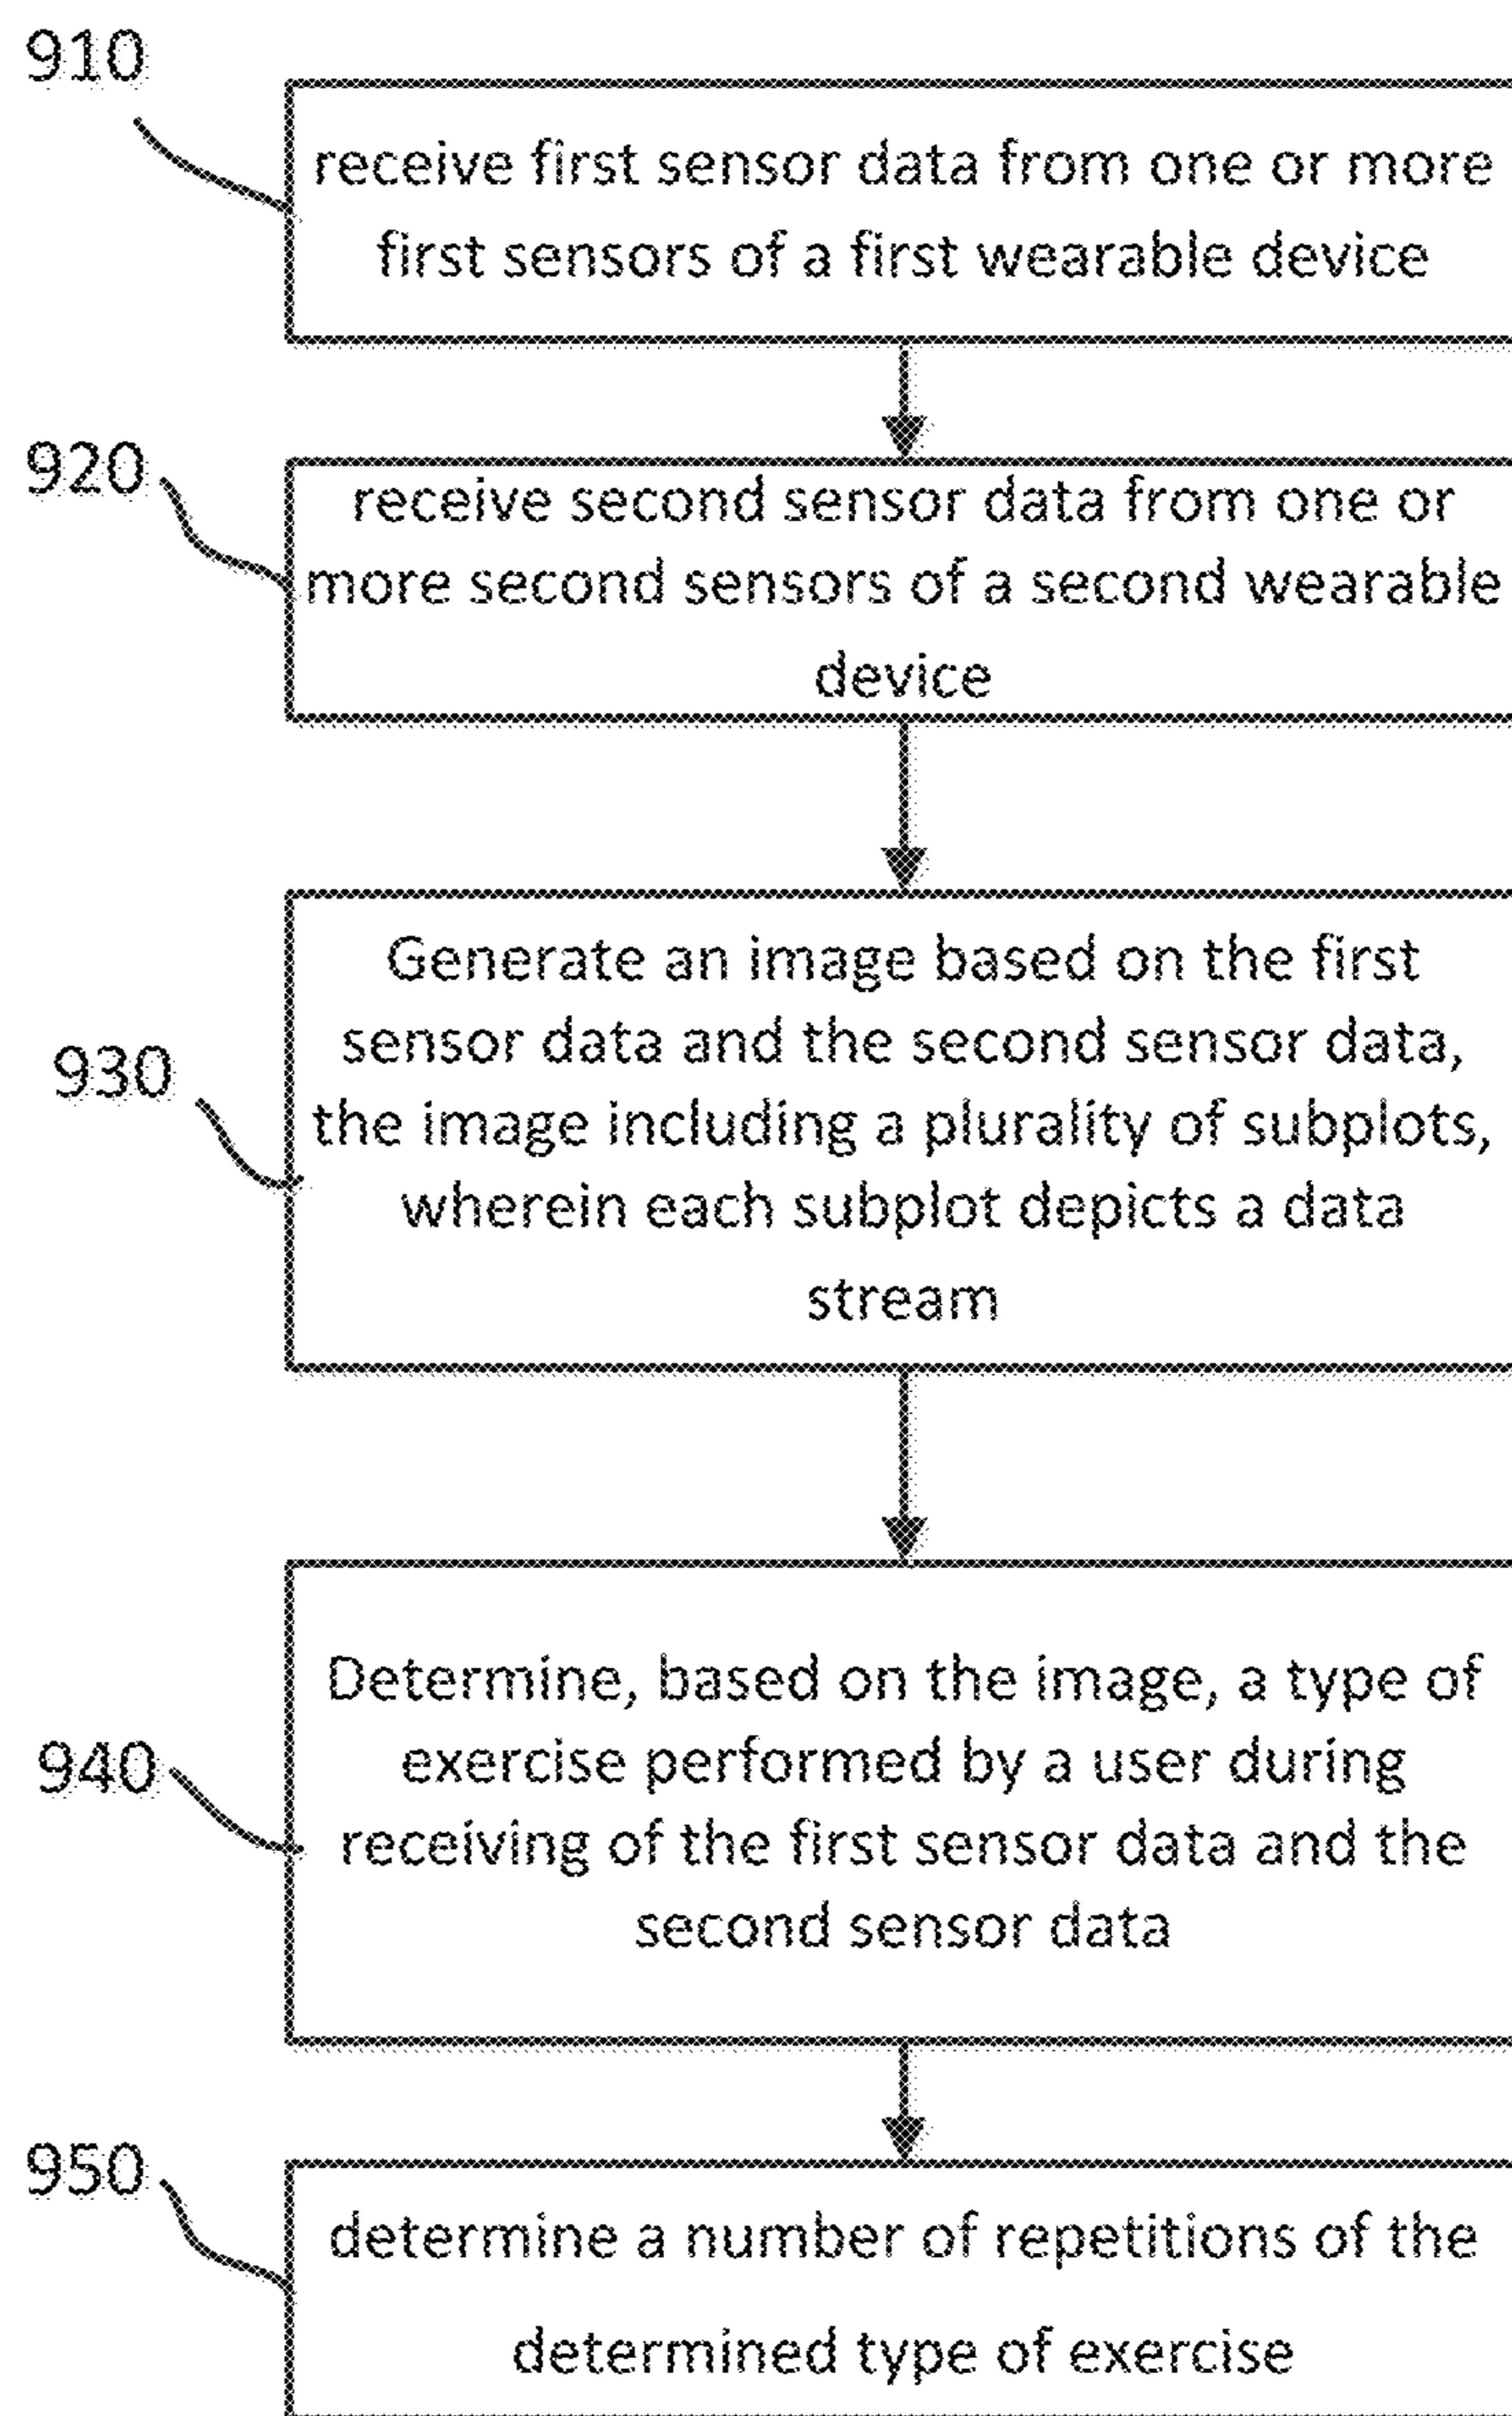 910
receive first sensor data from one or more
first sensors of a first wearable device
920
receive second sensor data from one or
more second sensors of a second wearable
device
Generate an image based on the first
sensor data and the second sensor data,
930
the image including a plurality of subplots,
wherein each subplot depicts a data
stream
Determine, based on the image, a type of
940
exercise performed by a user during
receiving of the first sensor data and the
second sensor data
950
determine a number of repetitions of the
determined type of exercise